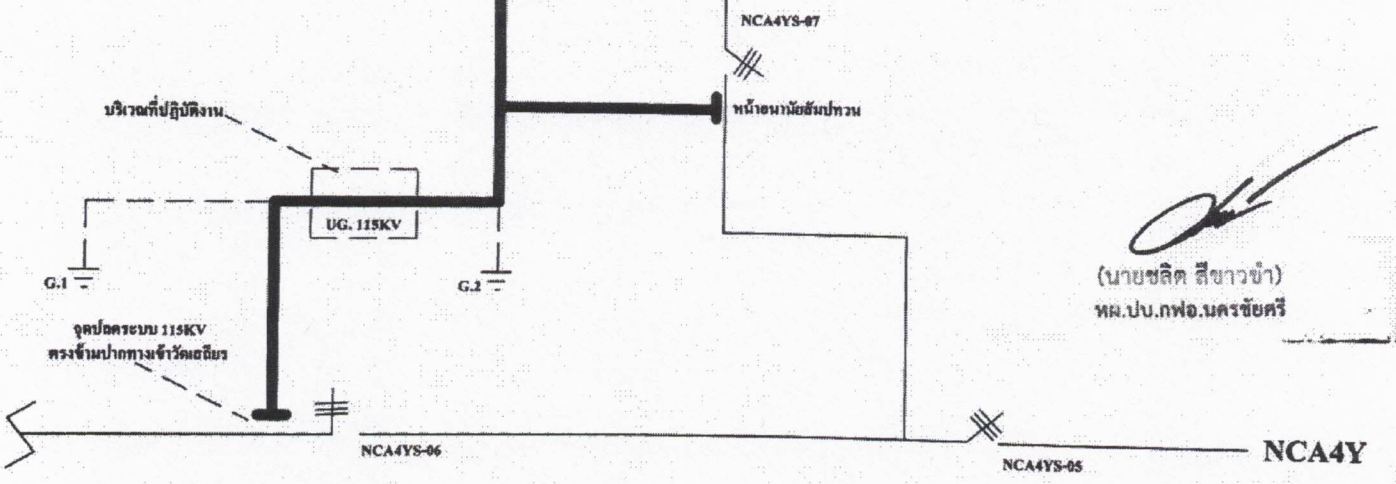 NCA4YS-07
บริเวณที่ปฏิบัติงาน
หน้าอนามัยสัมปทวน
UG. 115KV
G.1
G.2
(นายชลิต สีขาวขำ)
หผ.ปบ.กฟอ.นครชัยศรี
จุดปลดระบบ 115KV
ตรงข้ามปากทางเข้าวัดเสถียร
NCA4YS-06
NCA4YS-05
NCA4Y